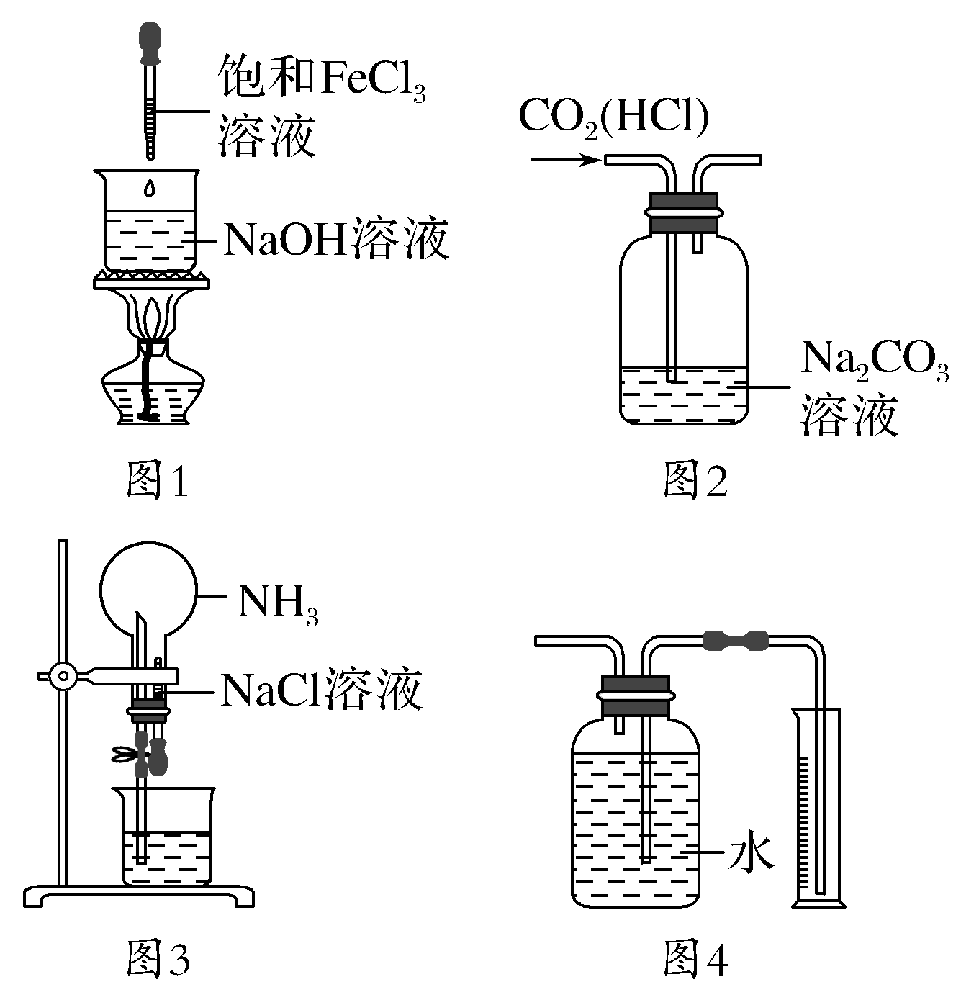 饱和FeCl₃
溶液
NaOH溶液
图1
CO₂(HCl)
Na₂CO₃
溶液
图2
NH₃
NaCl溶液
图3
水
图4